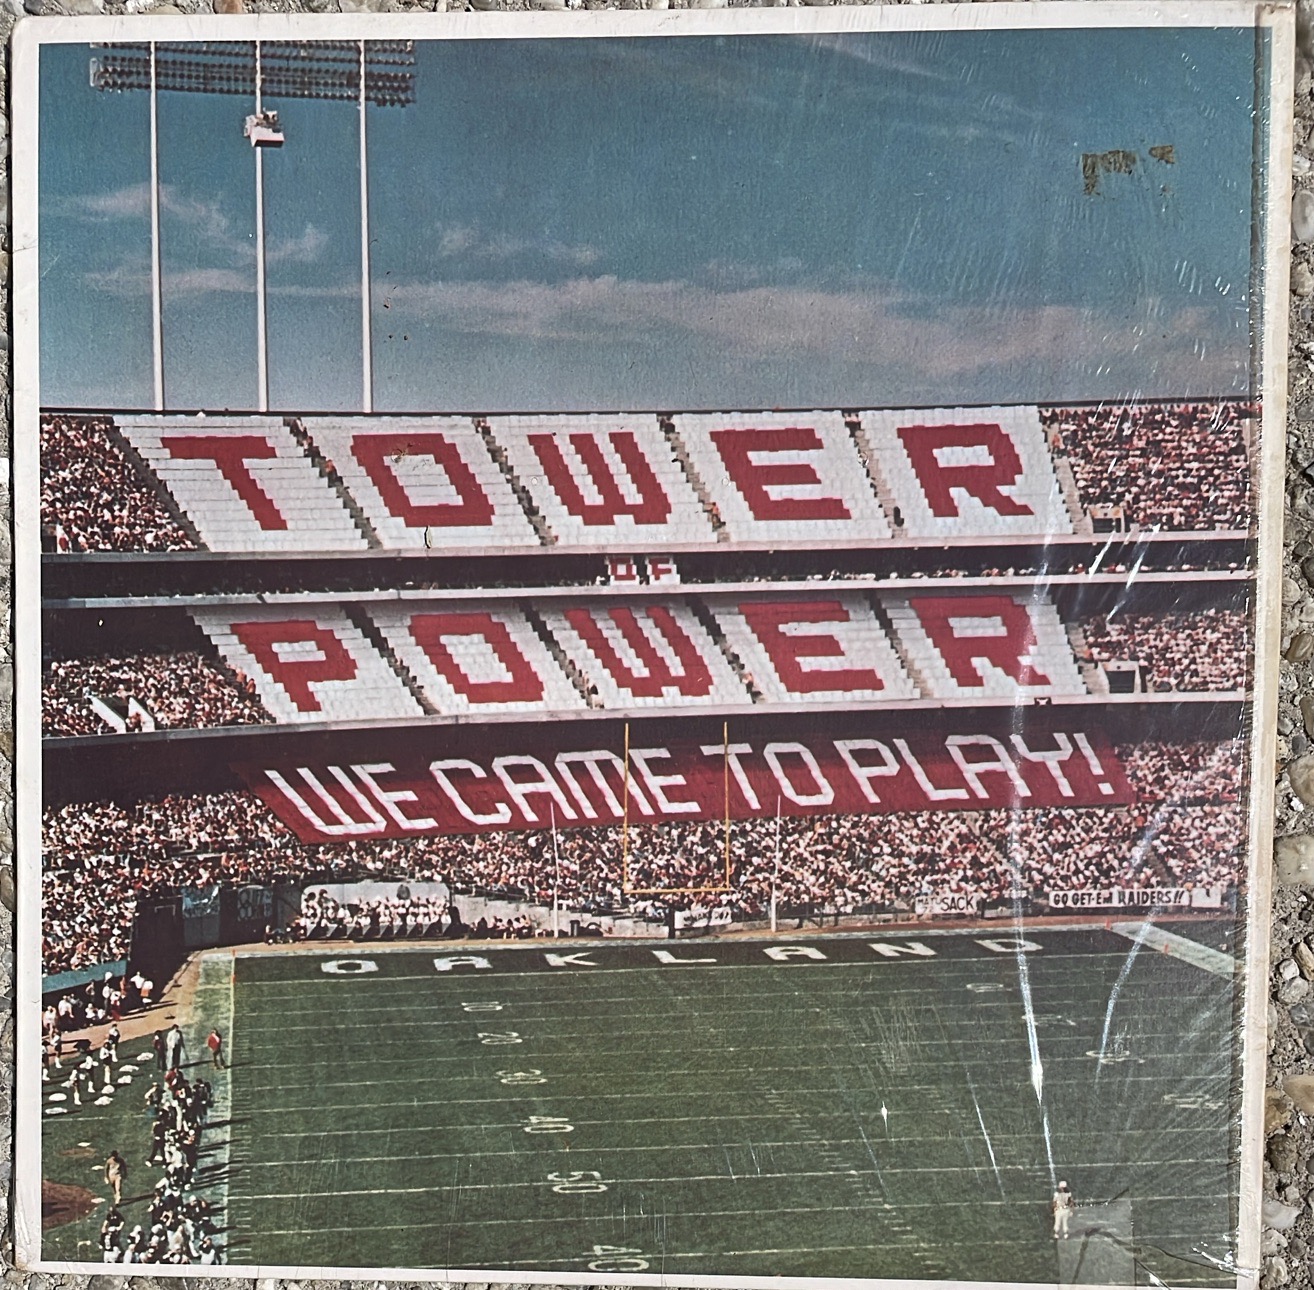 TOWER
OF
POWER
WE CAME TO PLAY!
SACK
GO GET-EM RAIDERS!!
OAKLAND
10
20
30
40
50
40